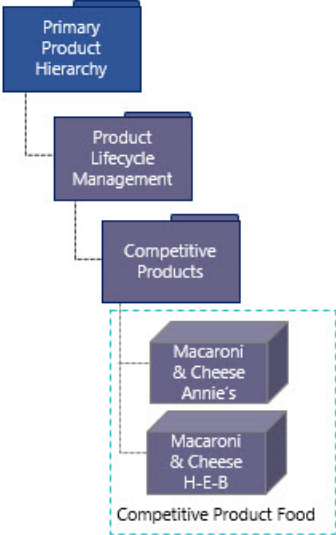 Primary
Product
Hierarchy
Product
Lifecycle
Management
Competitive
Products
Macaroni
& Cheese
Annie's
Macaroni
& Cheese
H-E-B
Competitive Product Food